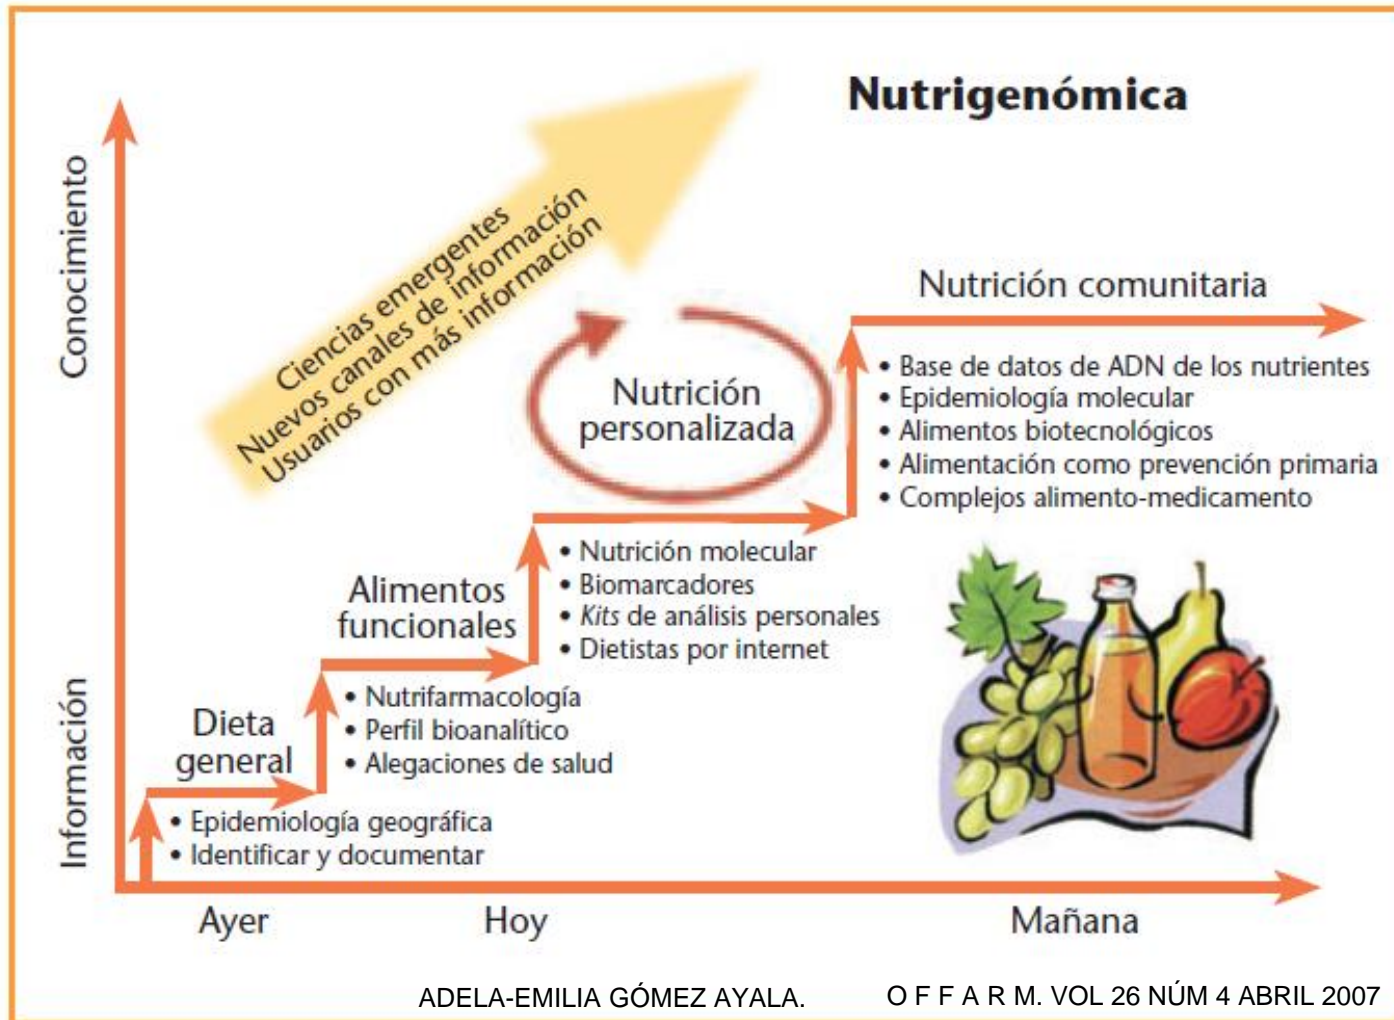 Nutrigenómica
Conocimiento
Información
Ciencias emergentes
Nuevos canales de información
Usuarios con más información
Dieta
general
• Epidemiología geográfica
• Identificar y documentar
Alimentos
funcionales
• Nutrifarmacología
• Perfil bioanalítico
• Alegaciones de salud
Nutrición
personalizada
• Nutrición molecular
• Biomarcadores
• Kits de análisis personales
• Dietistas por internet
Nutrición comunitaria
• Base de datos de ADN de los nutrientes
• Epidemiología molecular
• Alimentos biotecnológicos
• Alimentación como prevención primaria
• Complejos alimento-medicamento
Ayer
Hoy
Mañana
ADELA-EMILIA GÓMEZ AYALA. O F F A R M. VOL 26 NÚM 4 ABRIL 2007